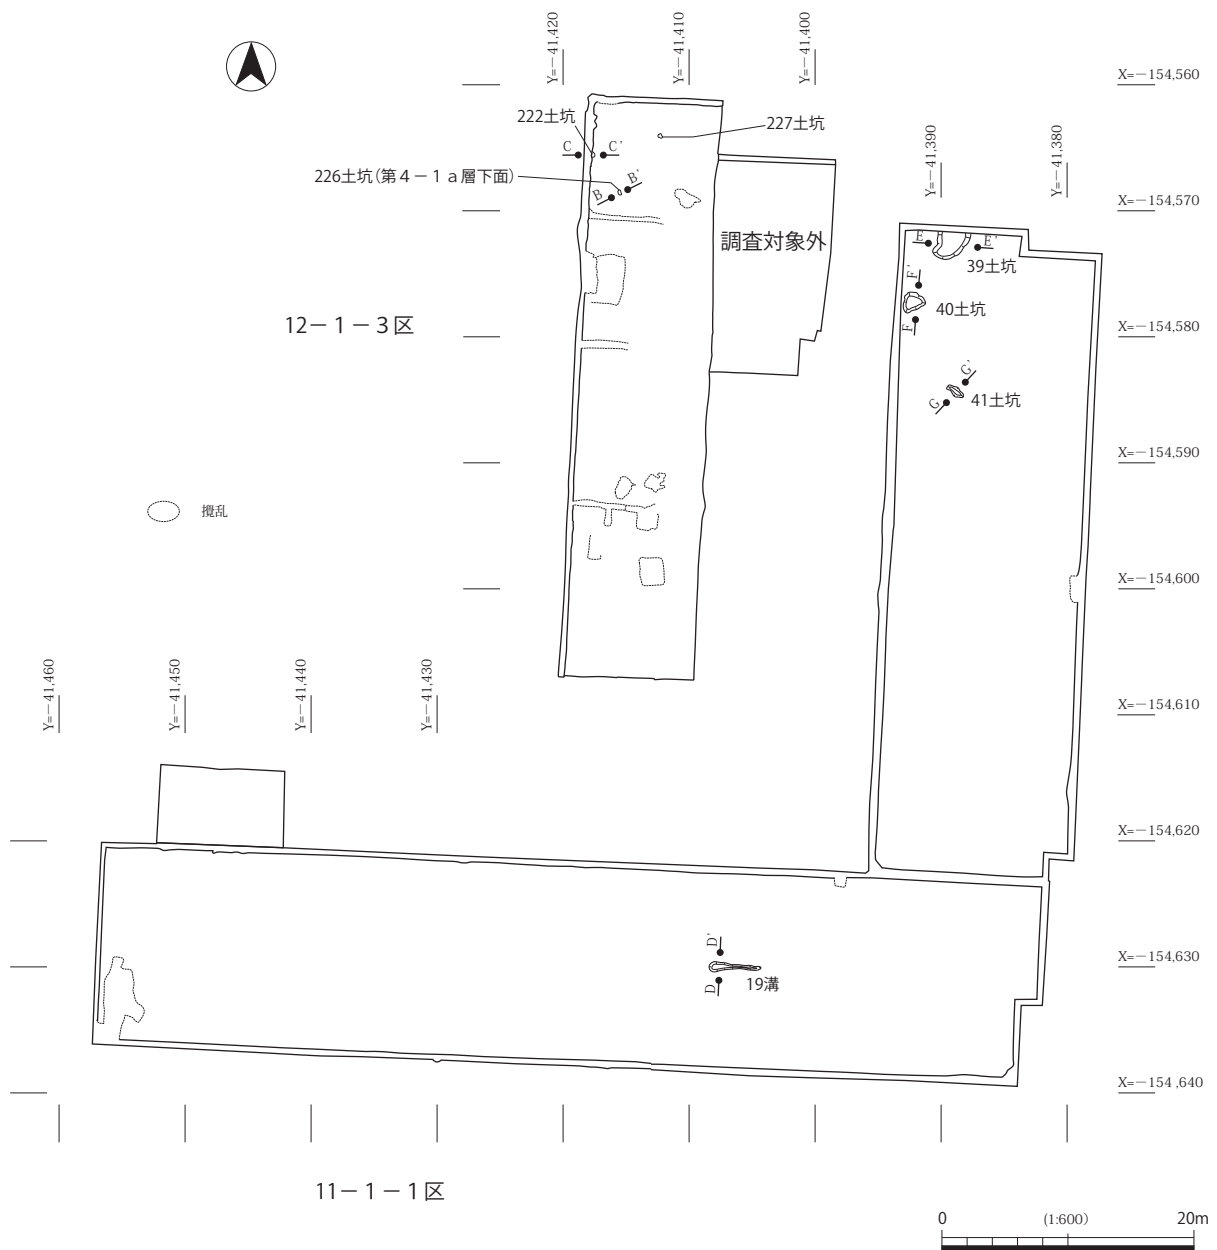 Y=－41,420
Y=－41,410
Y=－41,400
X=－154,560
222土坑
227土坑
C
C'
Y=－41,390
Y=－41,380
226土坑(第４－１ａ層下面)
B
B'
X=－154,570
調査対象外
E
E'
39土坑
F'
40土坑
F
12－１－３区
X=－154,580
G'
G
41土坑
X=－154,590
攪乱
X=－154,600
Y=－41,460
Y=－41,450
Y=－41,440
Y=－41,430
X=－154,610
X=－154,620
D'
D
19溝
X=－154,630
X=－154,640
11－１－１区
0
(1:600)
20m